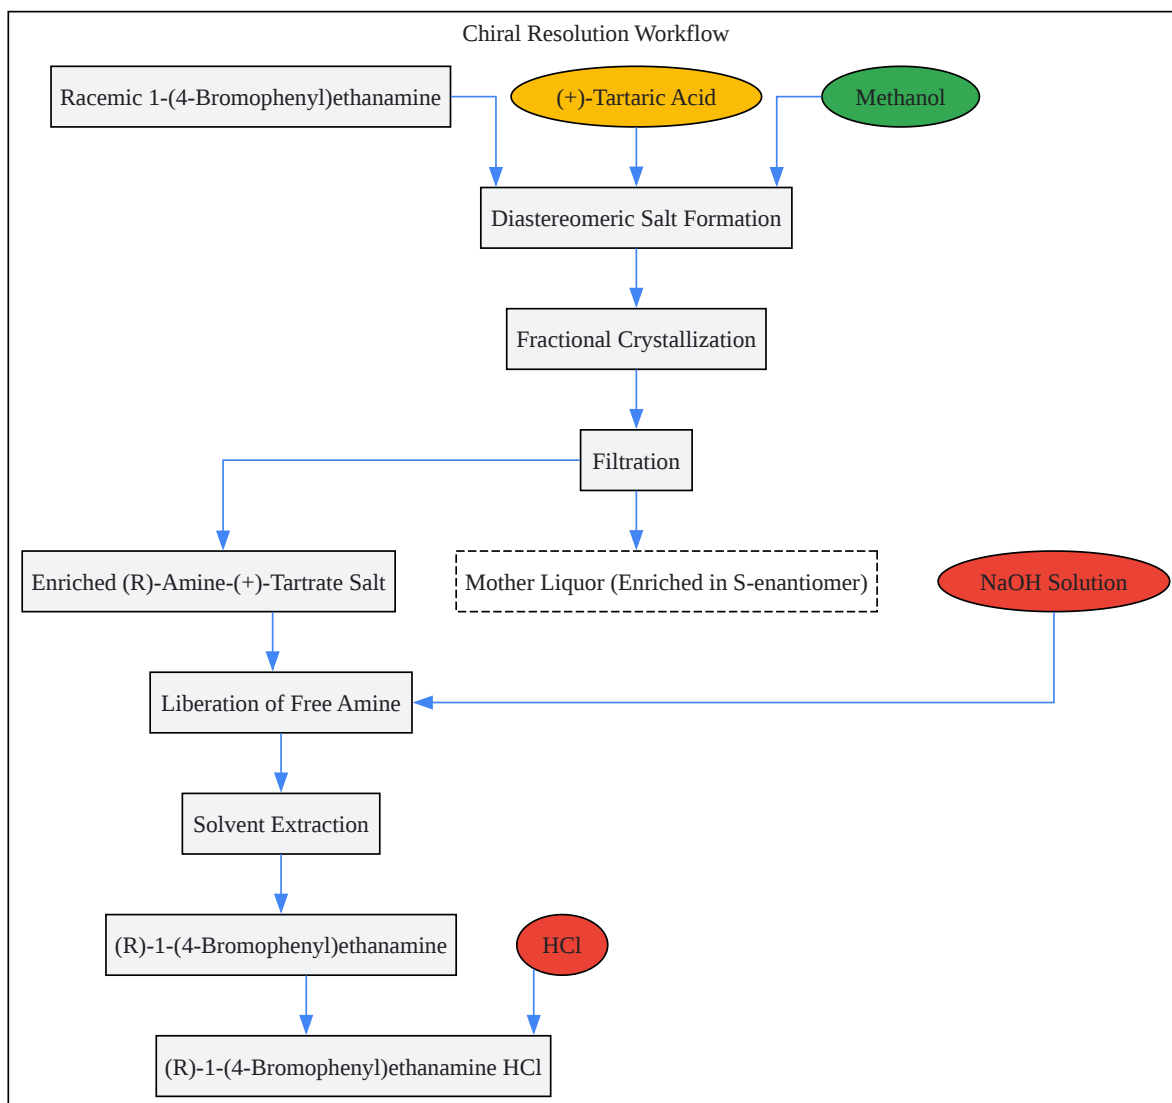 Chiral Resolution Workflow
Racemic 1-(4-Bromophenyl)ethanamine
(+)-Tartaric Acid
Methanol
Diastereomeric Salt Formation
Fractional Crystallization
Filtration
Enriched (R)-Amine-(+)-Tartrate Salt
Mother Liquor (Enriched in S-enantiomer)
NaOH Solution
Liberation of Free Amine
Solvent Extraction
(R)-1-(4-Bromophenyl)ethanamine
HCl
(R)-1-(4-Bromophenyl)ethanamine HCl